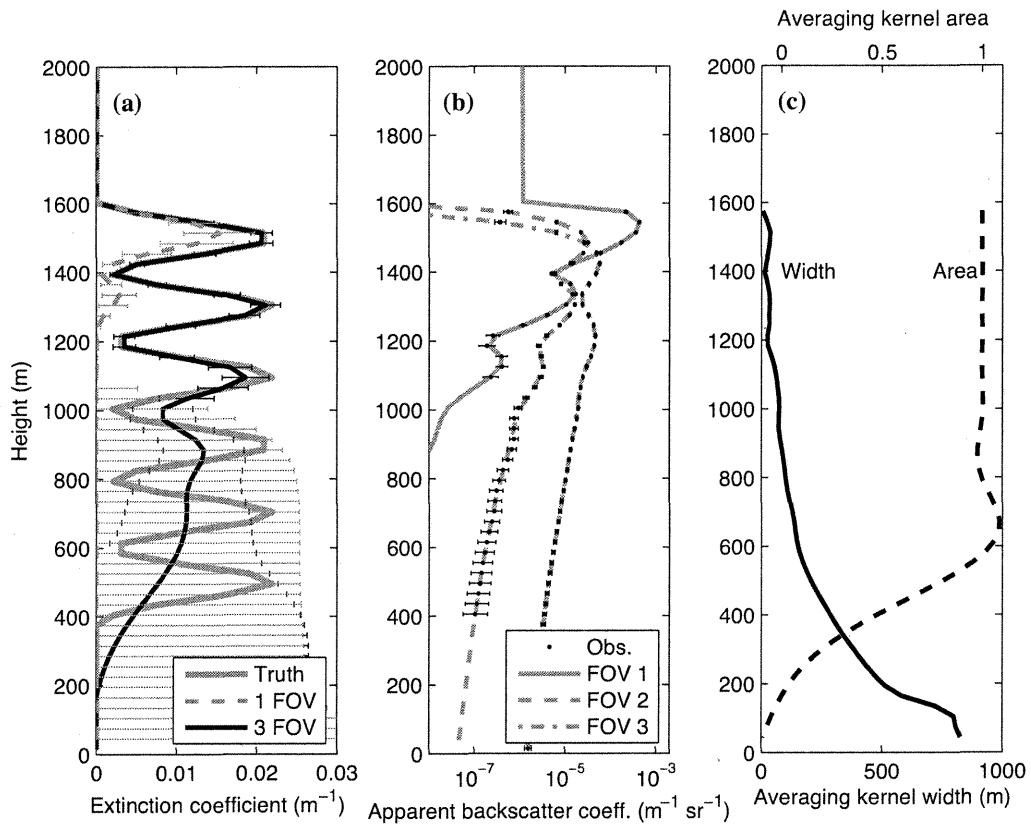 Averaging kernel area
0 0.5 1
2000 2000 2000
(a) (b) (c)
1800 1800 1800
1600 1600 1600
1400 1400 1400
Width Area
1200 1200 1200
Height (m)
1000 1000 1000
800 800 800
600 600 600
400 400 400
200 200 200
0 0 0
Truth
1 FOV
3 FOV
Obs.
FOV 1
FOV 2
FOV 3
0 0.01 0.02 0.03
10⁻⁷ 10⁻⁵ 10⁻³
0 500 1000
Extinction coefficient (m⁻¹)
Apparent backscatter coeff. (m⁻¹ sr⁻¹)
Averaging kernel width (m)